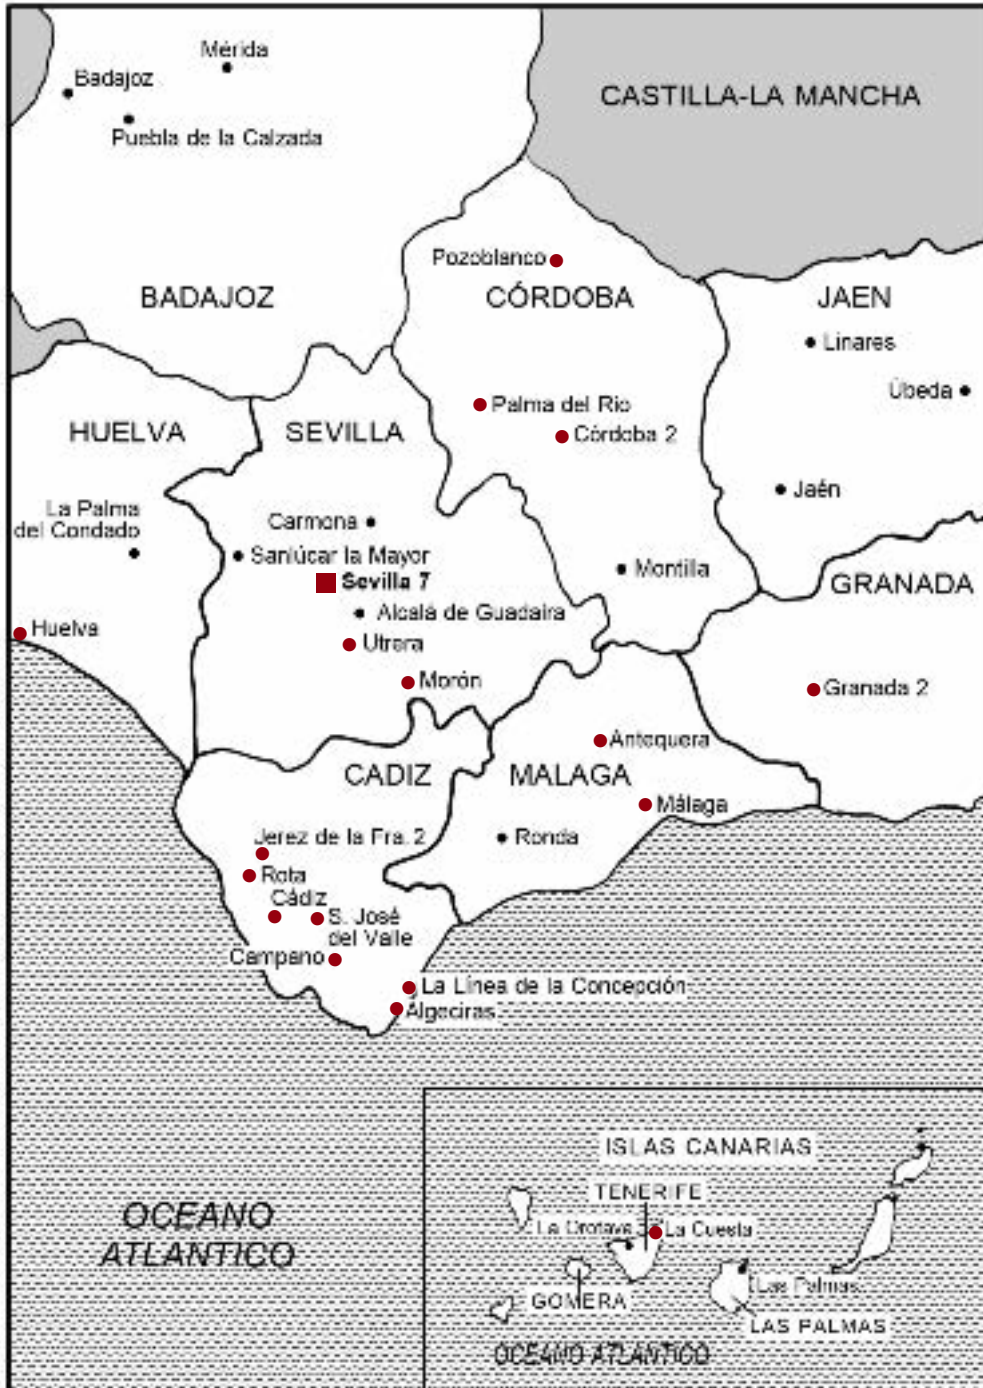 Mérida
Badajoz
Puebla de la Calzada
CASTILLA-LA MANCHA
Pozoblanco
BADAJOZ
CÓRDOBA
JAEN
Linares
Úbeda
Palma del Rio
HUELVA
SEVILLA
Córdoba 2
Jaén
La Palma
del Condado
Carmona
Sanlúcar la Mayor
Sevilla 7
Montilla
GRANADA
Alcalá de Guadaira
Huelva
Utrera
Morón
Granada 2
Antequera
CADIZ
MALAGA
Málaga
Jerez de la Fra. 2
Ronda
Rota
Cádiz
S. José
del Valle
Campano
La Línea de la Concepción
Algeciras
ISLAS CANARIAS
TENERIFE
La Orotava
La Cuesta
Las Palmas
GOMERA
LAS PALMAS
OCEANO ATLANTICO
OCEANO
ATLANTICO